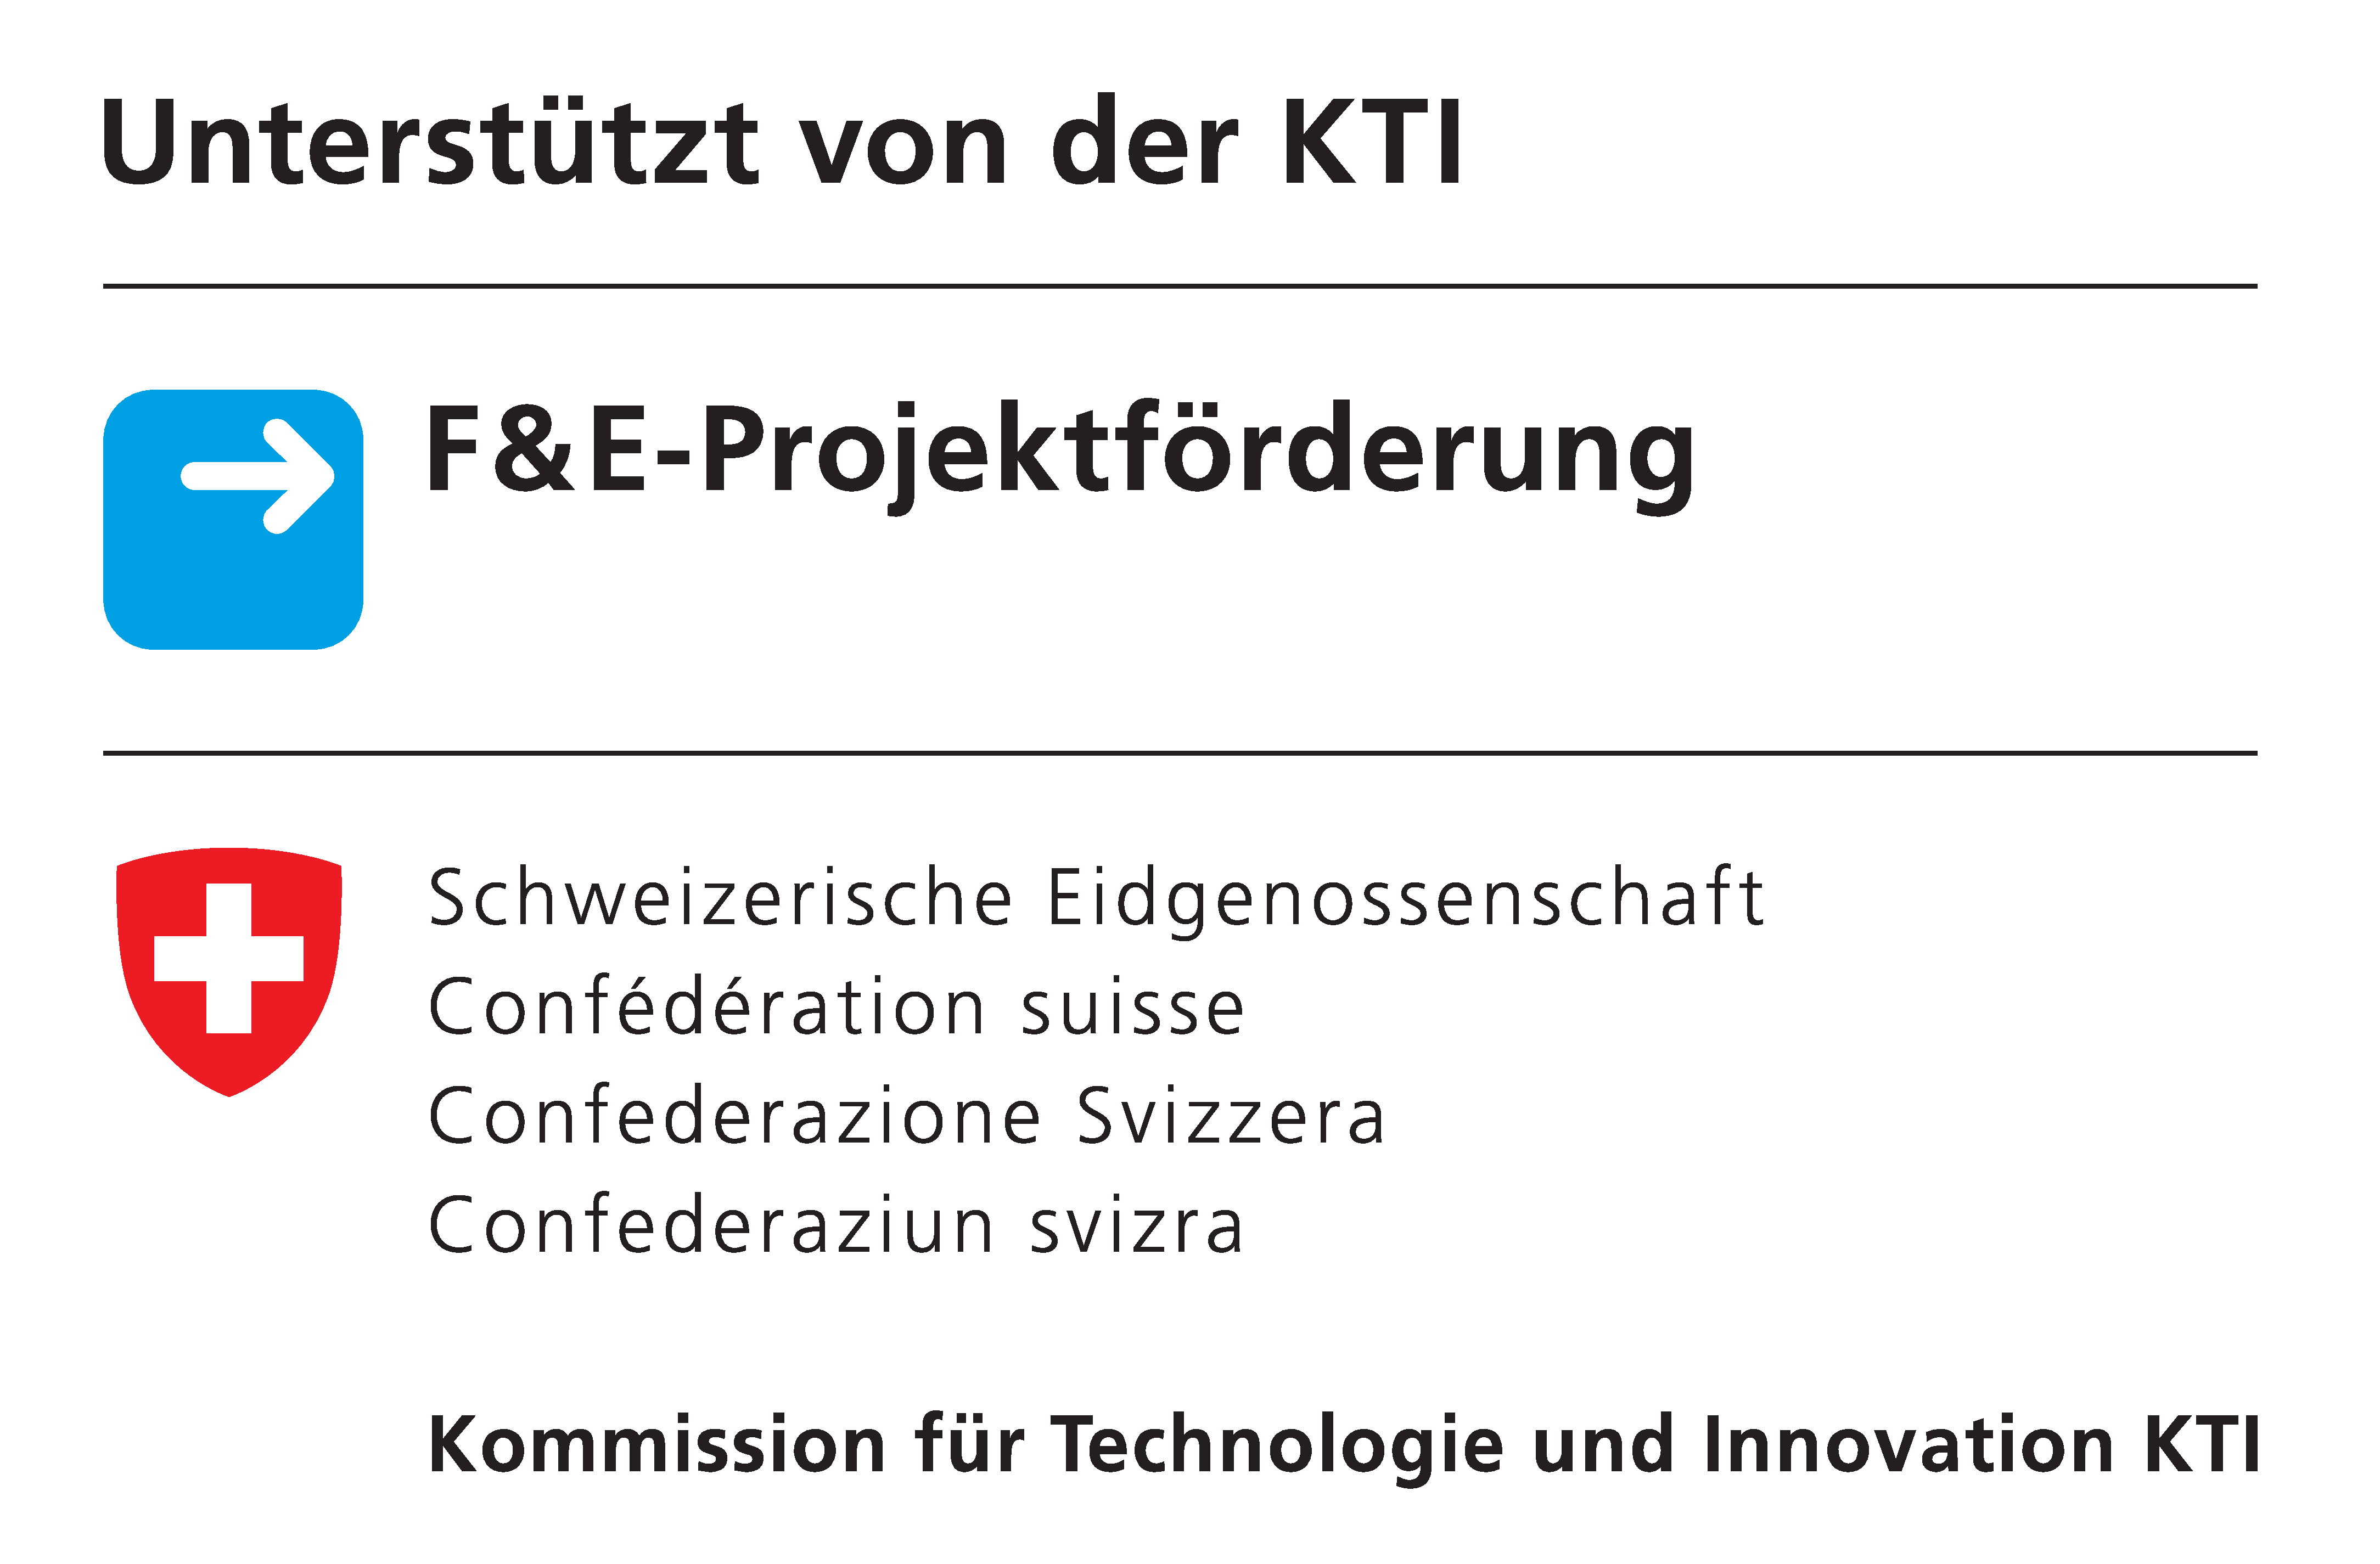 Unterstützt von der KTI
F&E-Projektförderung
Schweizerische Eidgenossenschaft
Confédération suisse
Confederazione Svizzera
Confederaziun svizra
Kommission für Technologie und Innovation KTI